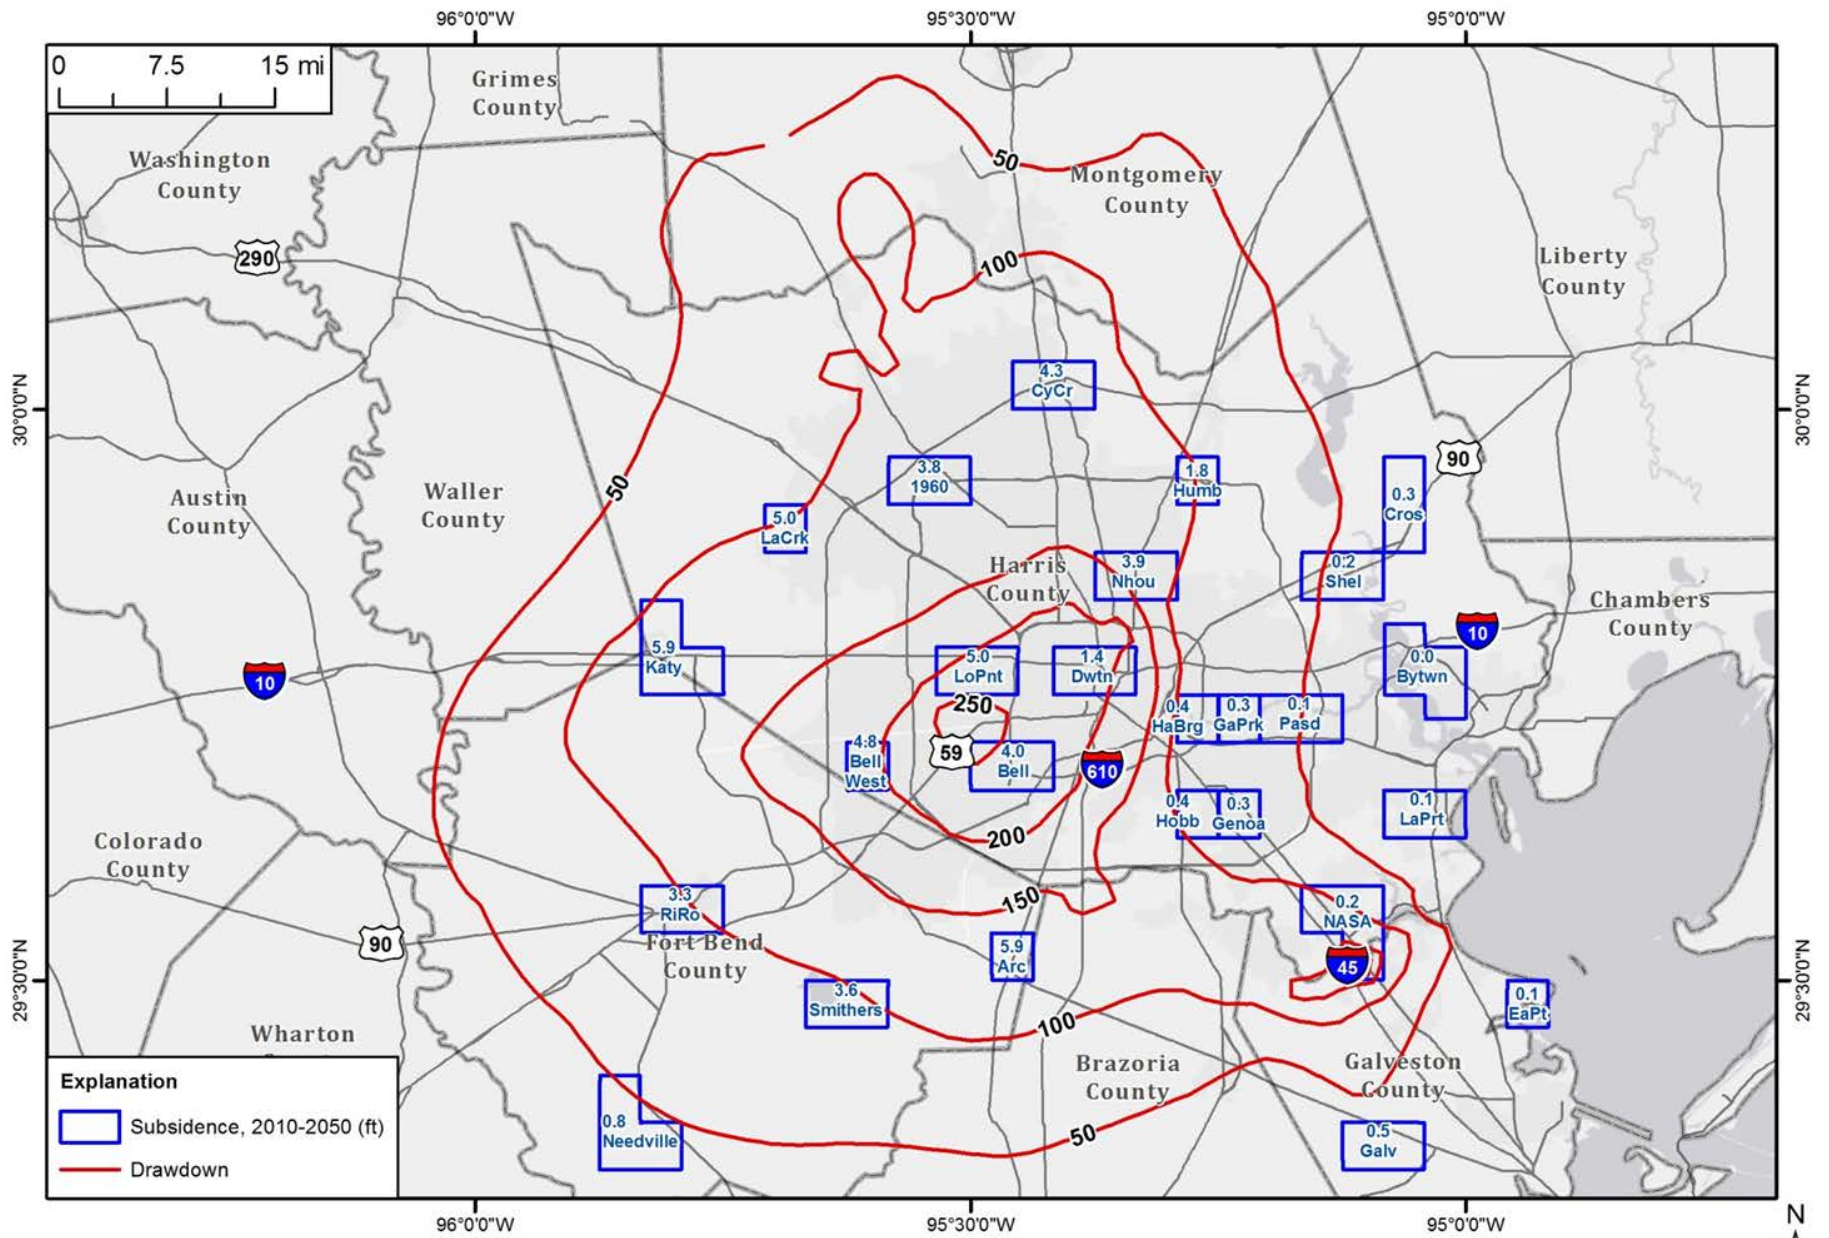 96°0'0"W
95°30'0"W
95°0'0"W
0 7.5 15 mi
Grimes
County
Washington
County
50
Montgomery
County
290
100
Liberty
County
30°0'0"N
30°0'0"N
4.3
CyCr
90
3.8
1960
1.8
Humb
50
0.3
Cros
Austin
County
Waller
County
5.0
LaCrk
Harris
County
3.9
Nhou
0.2
Shel
Chambers
County
10
10
5.9
Katy
5.0
LoPnt
1.4
Dwtn
0.0
Bytwn
250
0.4
HaBrg
0.3
GaPrk
0.1
Pasd
59
4.8
Bell
West
4.0
Bell
610
0.4
Hobb
0.3
Genoa
0.1
LaPrt
200
Colorado
County
150
3.3
RiRo
0.2
NASA
90
Fort Bend
County
5.9
Arc
45
29°30'0"N
29°30'0"N
3.6
Smithers
0.1
EaPt
100
Wharton
Brazoria
County
Galveston
County
50
0.8
Needville
0.5
Galv
Explanation
Subsidence, 2010-2050 (ft)
Drawdown
96°0'0"W
95°30'0"W
95°0'0"W
N